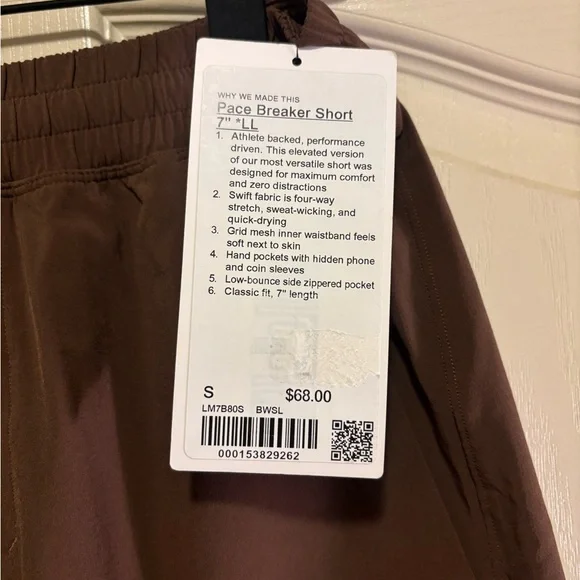 WHY WE MADE THIS
Pace Breaker Short
7" *LL
1. Athlete backed, performance
driven. This elevated version
of our most versatile short was
designed for maximum comfort
and zero distractions
2. Swift fabric is four-way
stretch, sweat-wicking, and
quick-drying
3. Grid mesh inner waistband feels
soft next to skin
4. Hand pockets with hidden phone
and coin sleeves
5. Low-bounce side zippered pocket
6. Classic fit, 7" length
S $68.00
LM7B80S BWSL
000153829262